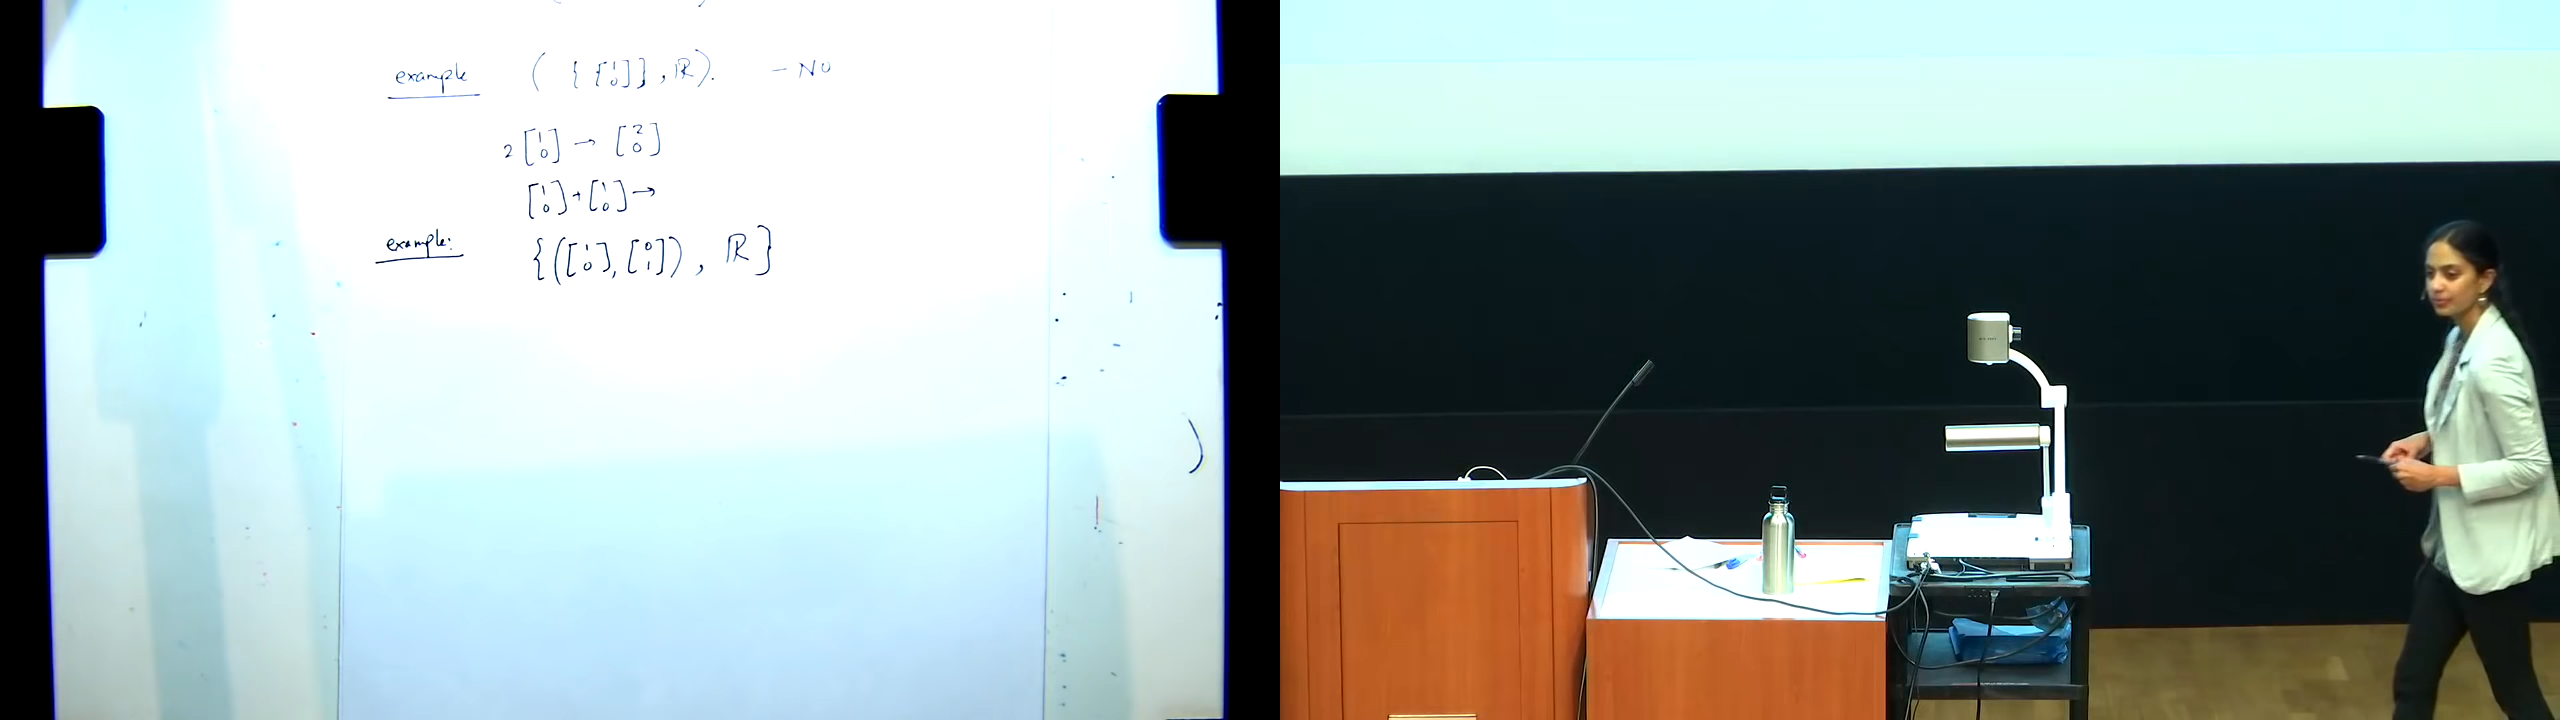 example ( { [1 0] } , ℝ ). - No
2 [1 0] → [2 0]
[1 0] + [1 0] →
example: { ( [1 0] , [0 1] ) , ℝ }